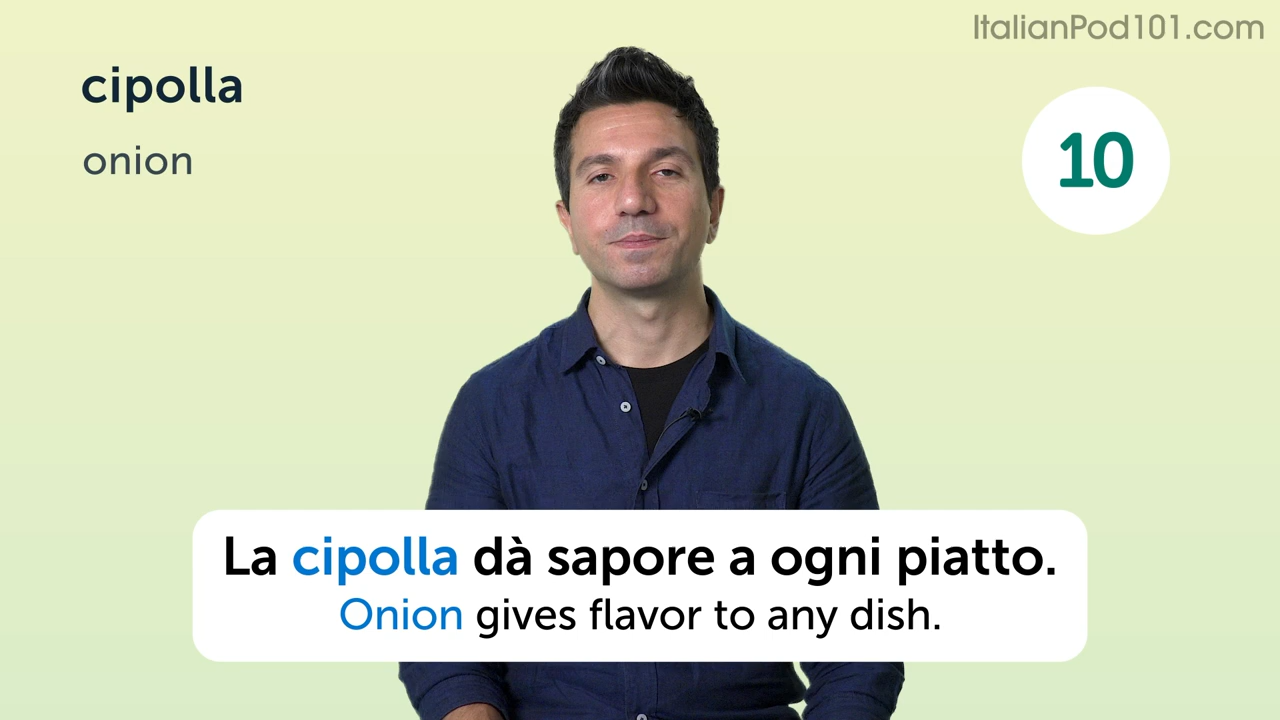 ItalianPod101.com
cipolla
onion
10
La cipolla dà sapore a ogni piatto.
Onion gives flavor to any dish.